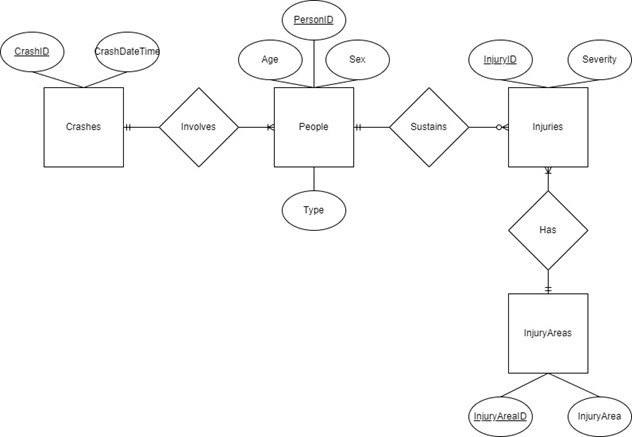 PersonID
CrashID
CrashDateTime
Age
Sex
InjuryID
Severity
Crashes
Involves
People
Sustains
Injuries
Type
Has
InjuryAreas
InjuryAreaID
InjuryArea